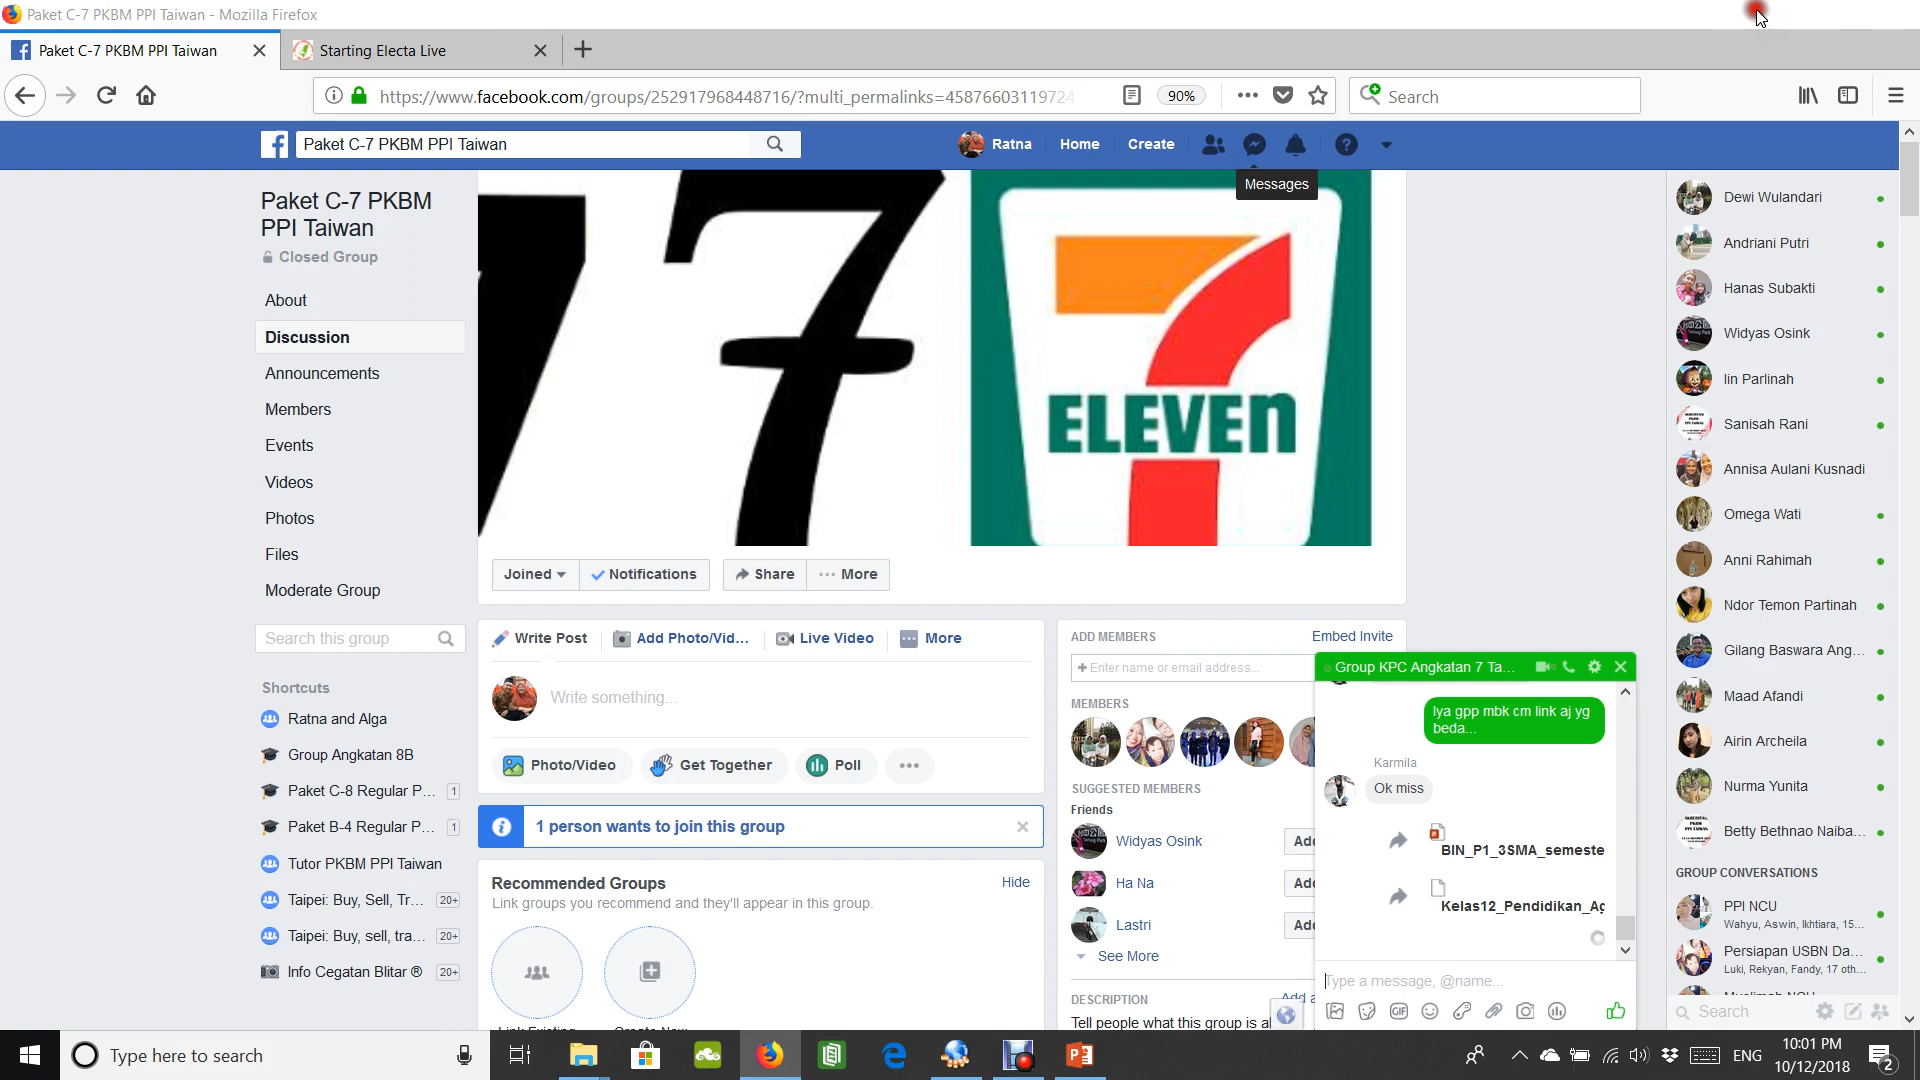 Paket C-7 PKBM PPI Taiwan - Mozilla Firefox
Paket C-7 PKBM PPI Taiwan
Starting Electa Live
https://www.facebook.com/groups/252917968448716/?multi_permalinks=45876603119724
90%
Search
Paket C-7 PKBM PPI Taiwan
Ratna
Home
Create
Messages
Paket C-7 PKBM
PPI Taiwan
Closed Group
About
Discussion
Announcements
Members
Events
Videos
Photos
Files
Moderate Group
Search this group
Shortcuts
Ratna and Alga
Group Angkatan 8B
Paket C-8 Regular P... 1
Paket B-4 Regular P... 1
Tutor PKBM PPI Taiwan
Taipei: Buy, Sell, Tr... 20+
Taipei: Buy, sell, tra... 20+
Info Cegatan Blitar ® 20+
7
ELEVEN
Joined
Notifications
Share
More
Write Post
Add Photo/Vid...
Live Video
More
Write something...
Photo/Video
Get Together
Poll
1 person wants to join this group
Recommended Groups
Hide
Link groups you recommend and they'll appear in this group.
ADD MEMBERS
Embed Invite
Enter name or email address...
MEMBERS
SUGGESTED MEMBERS
Friends
Widyas Osink
Ha Na
Lastri
See More
DESCRIPTION
Add a
Tell people what this group is a
Group KPC Angkatan 7 Ta...
Iya gpp mbk cm link aj yg
beda...
Karmila
Ok miss
BIN_P1_3SMA_semeste
Kelas12_Pendidikan_Ag
Type a message, @name...
GIF
Dewi Wulandari
Andriani Putri
Hanas Subakti
Widyas Osink
Iin Parlinah
Sanisah Rani
Annisa Aulani Kusnadi
Omega Wati
Anni Rahimah
Ndor Temon Partinah
Gilang Baswara Ang...
Maad Afandi
Airin Archeila
Nurma Yunita
Betty Bethnao Naiba...
GROUP CONVERSATIONS
PPI NCU
Wahyu, Aswin, Ikhtiara, 15...
Persiapan USBN Da...
Luki, Rekyan, Fandy, 17 oth...
Search
Type here to search
ENG
10:01 PM
10/12/2018
2